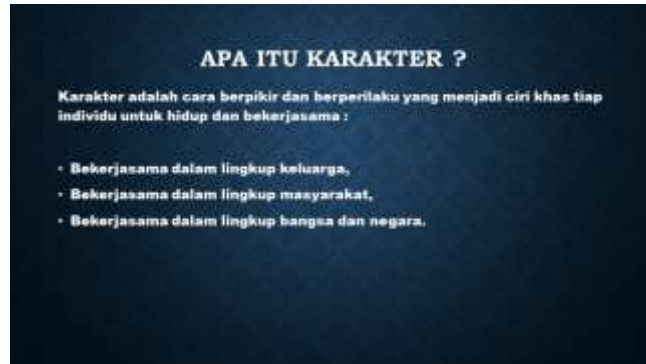 APA ITU KARAKTER ?
Karakter adalah cara berpikir dan berperilaku yang menjadi ciri khas tiap
individu untuk hidup dan bekerjasama :
• Bekerjasama dalam lingkup keluarga,
• Bekerjasama dalam lingkup masyarakat,
• Bekerjasama dalam lingkup bangsa dan negara.